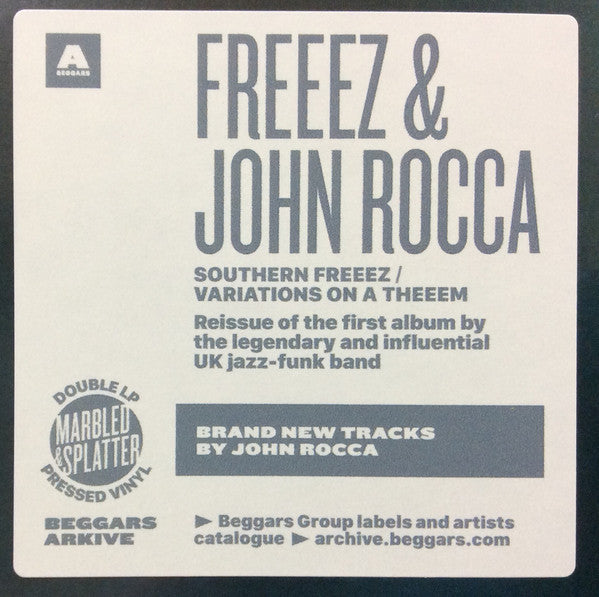 A
BEGGARS
FREEEZ &
JOHN ROCCA
SOUTHERN FREEEZ /
VARIATIONS ON A THEEEM
Reissue of the first album by
the legendary and influential
UK jazz-funk band
DOUBLE LP
MARBLED
& SPLATTER
PRESSED VINYL
BRAND NEW TRACKS
BY JOHN ROCCA
BEGGARS
ARKIVE
► Beggars Group labels and artists
catalogue ► archive.beggars.com